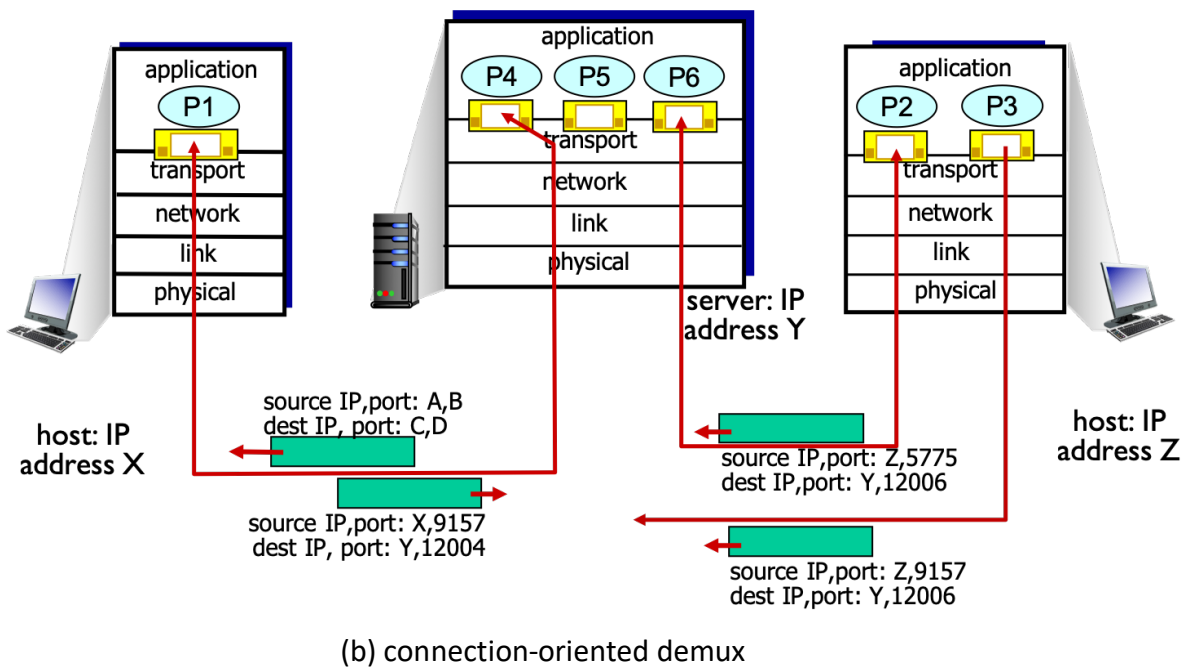 application
P1
transport
network
link
physical
host: IP
address X
application
P4
P5
P6
transport
network
link
physical
server: IP
address Y
application
P2
P3
transport
network
link
physical
host: IP
address Z
source IP,port: A,B
dest IP, port: C,D
source IP,port: X,9157
dest IP, port: Y,12004
source IP,port: Z,5775
dest IP,port: Y,12006
source IP,port: Z,9157
dest IP,port: Y,12006
(b) connection-oriented demux